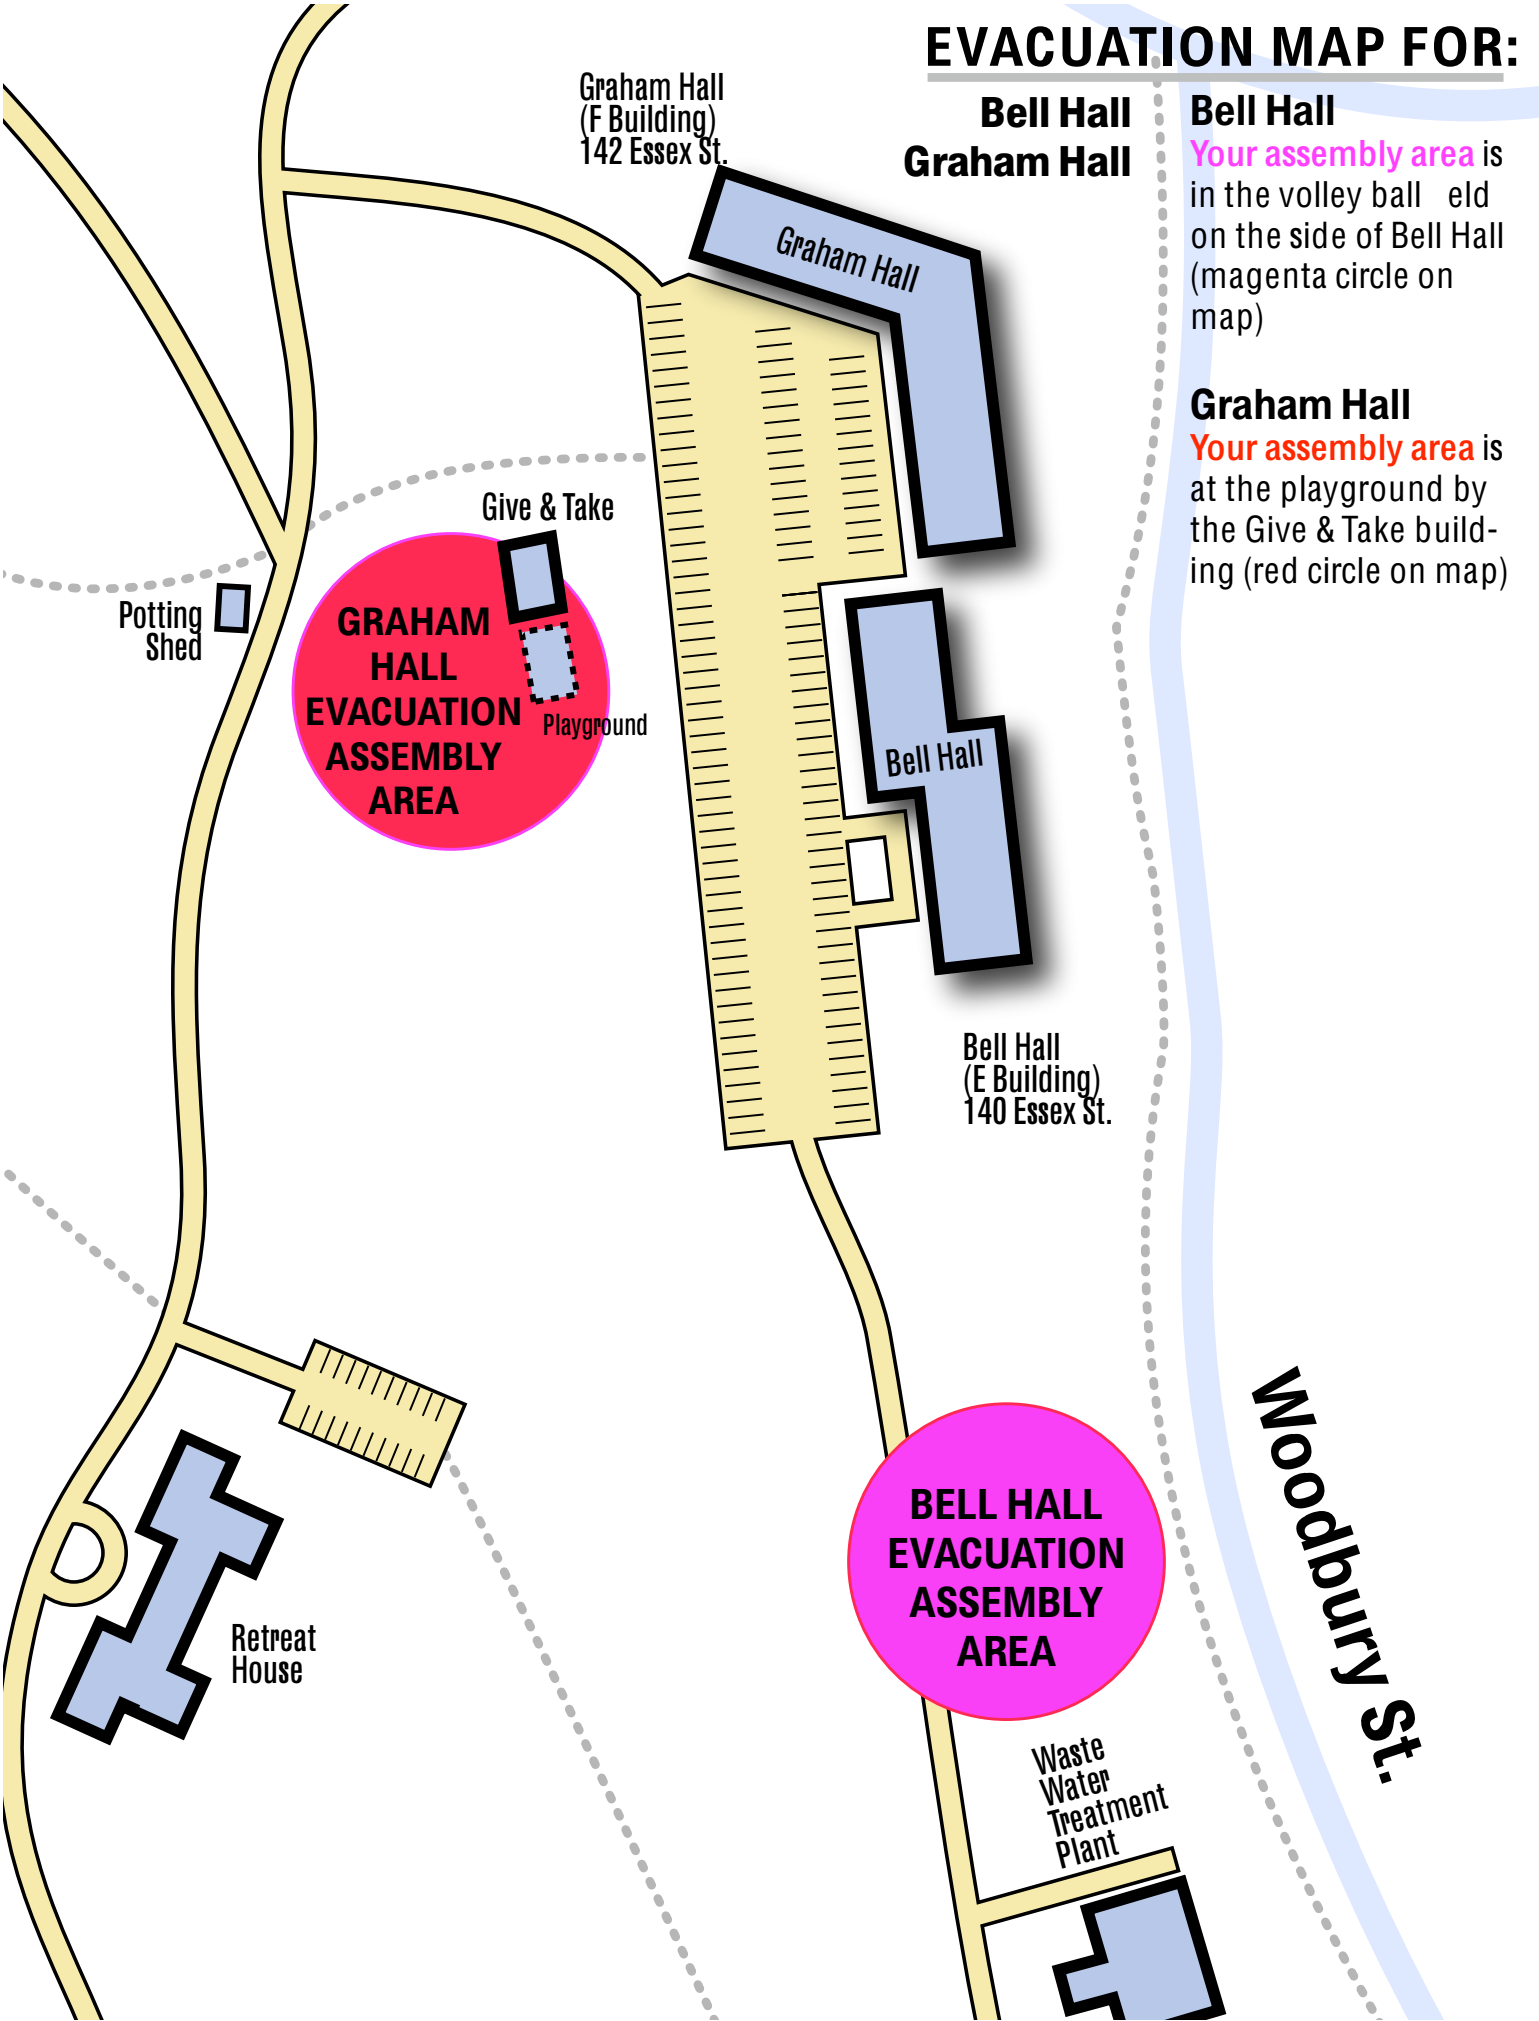 EVACUATION MAP FOR:
Bell Hall
Graham Hall
Bell Hall
Your assembly area is
in the volley ball eld
on the side of Bell Hall
(magenta circle on
map)
Graham Hall
Your assembly area is
at the playground by
the Give & Take build-
ing (red circle on map)
Graham Hall
(F Building)
142 Essex St.
Graham Hall
Give & Take
Potting
Shed
GRAHAM
HALL
EVACUATION
ASSEMBLY
AREA
Playground
Bell Hall
Bell Hall
(E Building)
140 Essex St.
BELL HALL
EVACUATION
ASSEMBLY
AREA
Woodbury St.
Retreat
House
Waste
Water
Treatment
Plant